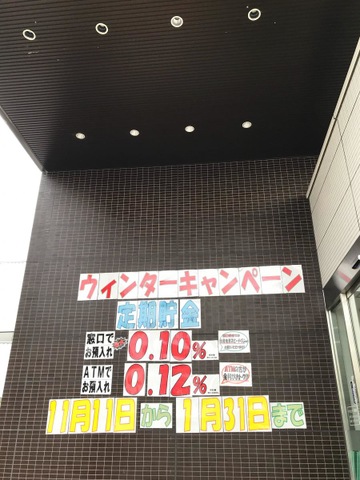 ウィンターキャンペーン
定期貯金
窓口で
お預入れ
0.10%
ATMで
お預入れ
0.12%
11月11日から1月31日まで